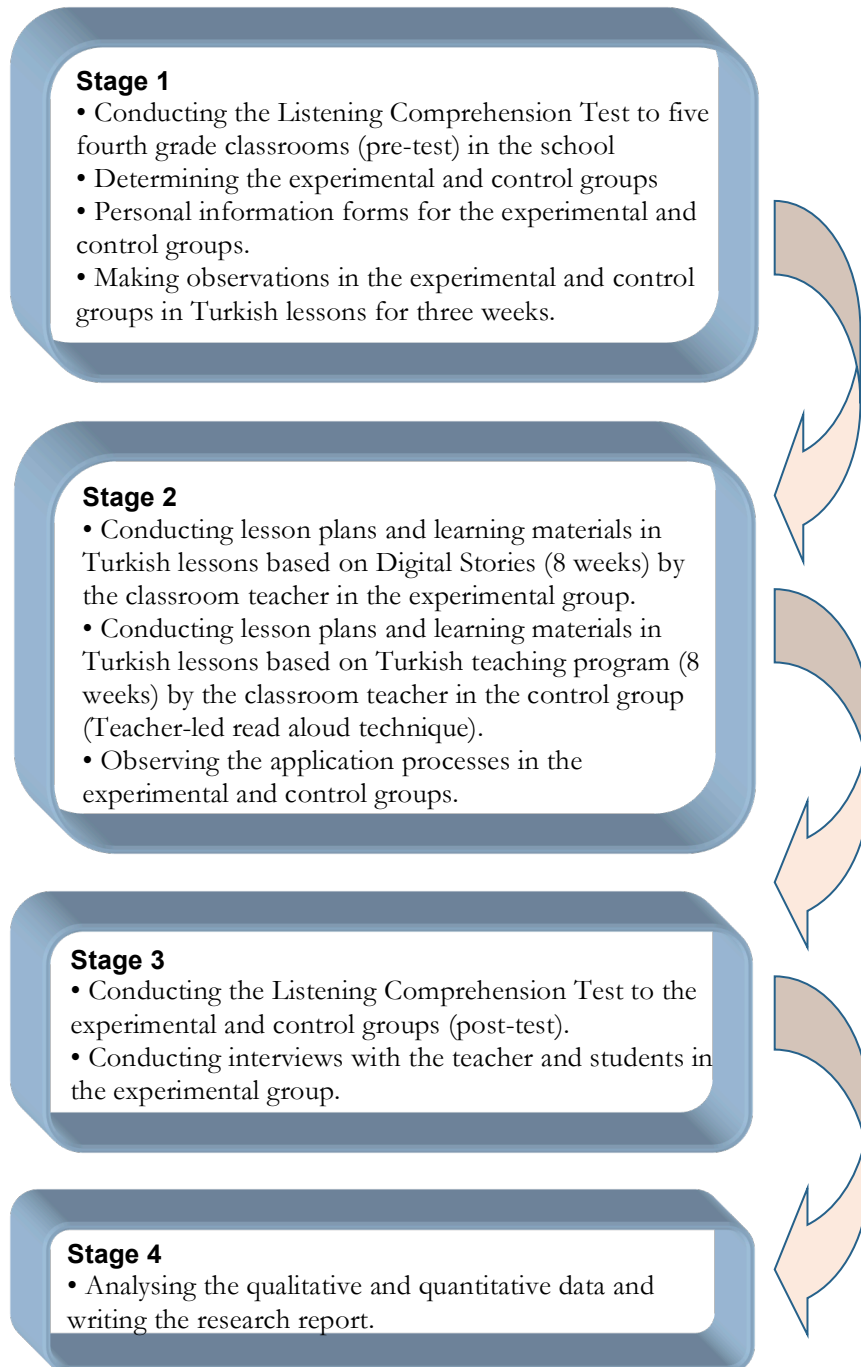 Stage 1
• Conducting the Listening Comprehension Test to five
fourth grade classrooms (pre-test) in the school
• Determining the experimental and control groups
• Personal information forms for the experimental and
control groups.
• Making observations in the experimental and control
groups in Turkish lessons for three weeks.
Stage 2
• Conducting lesson plans and learning materials in
Turkish lessons based on Digital Stories (8 weeks) by
the classroom teacher in the experimental group.
• Conducting lesson plans and learning materials in
Turkish lessons based on Turkish teaching program (8
weeks) by the classroom teacher in the control group
(Teacher-led read aloud technique).
• Observing the application processes in the
experimental and control groups.
Stage 3
• Conducting the Listening Comprehension Test to the
experimental and control groups (post-test).
• Conducting interviews with the teacher and students in
the experimental group.
Stage 4
• Analysing the qualitative and quantitative data and
writing the research report.